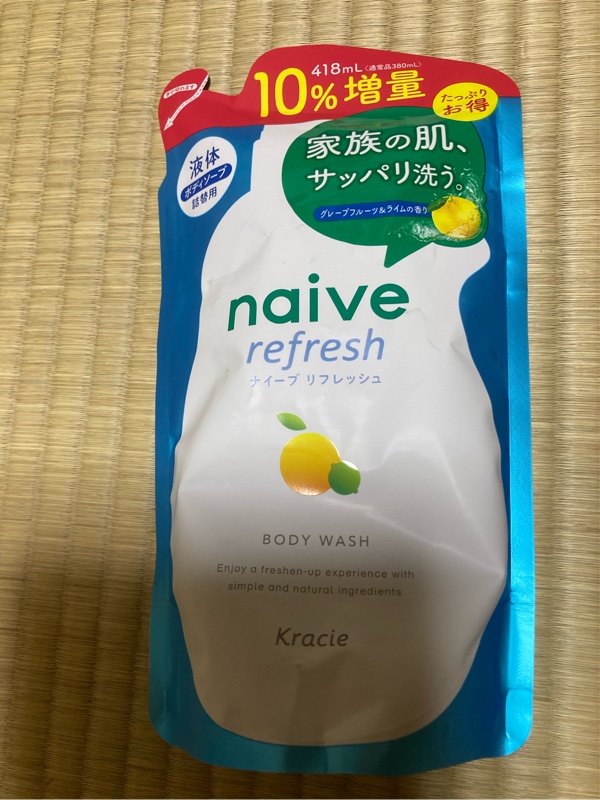 418mL（通常品380mL）
10%増量
たっぷり
お得
液体
ボディソープ
詰替用
家族の肌、
サッパリ洗う。
グレープフルーツ&ライムの香り
naive
refresh
ナイーブ リフレッシュ
BODY WASH
Enjoy a freshen-up experience with
simple and natural ingredients
Kracie